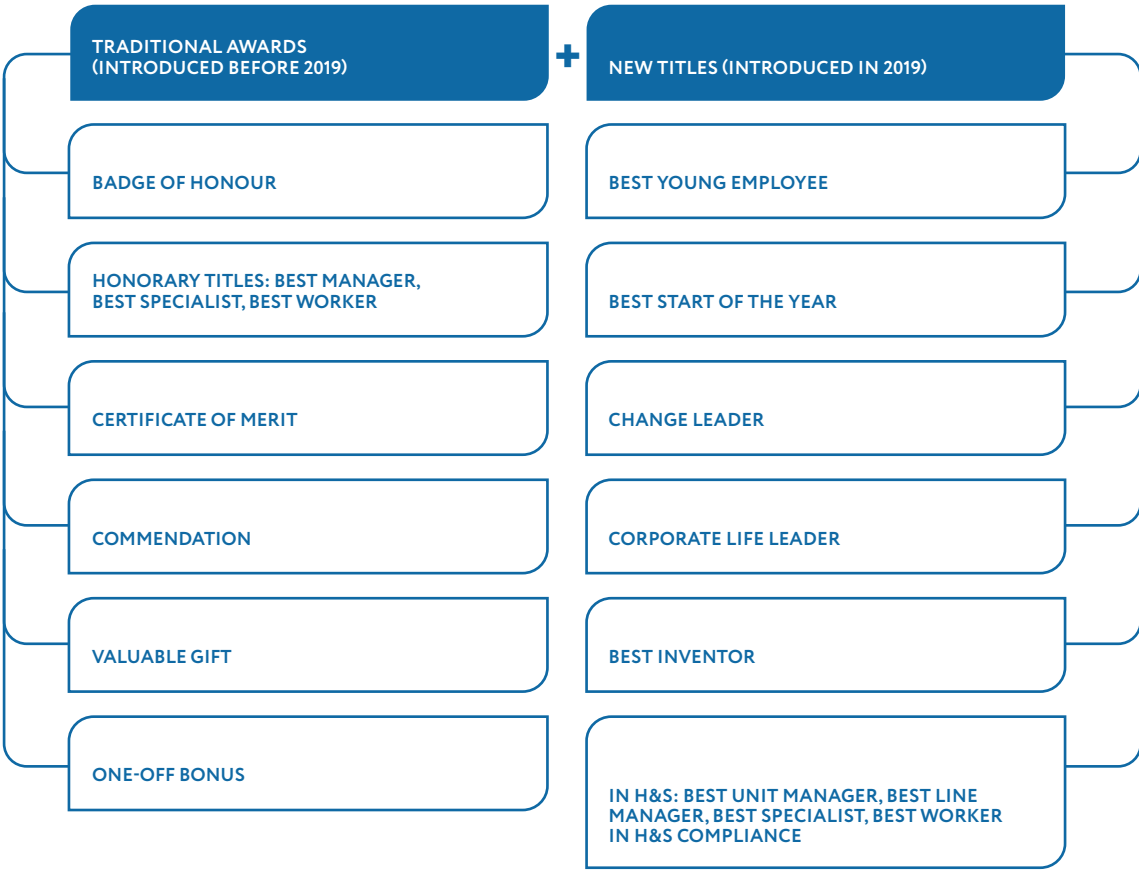 TRADITIONAL AWARDS
(INTRODUCED BEFORE 2019)
+
NEW TITLES (INTRODUCED IN 2019)
BADGE OF HONOUR
BEST YOUNG EMPLOYEE
HONORARY TITLES: BEST MANAGER,
BEST SPECIALIST, BEST WORKER
BEST START OF THE YEAR
CERTIFICATE OF MERIT
CHANGE LEADER
COMMENDATION
CORPORATE LIFE LEADER
VALUABLE GIFT
BEST INVENTOR
ONE-OFF BONUS
IN H&S: BEST UNIT MANAGER, BEST LINE
MANAGER, BEST SPECIALIST, BEST WORKER
IN H&S COMPLIANCE